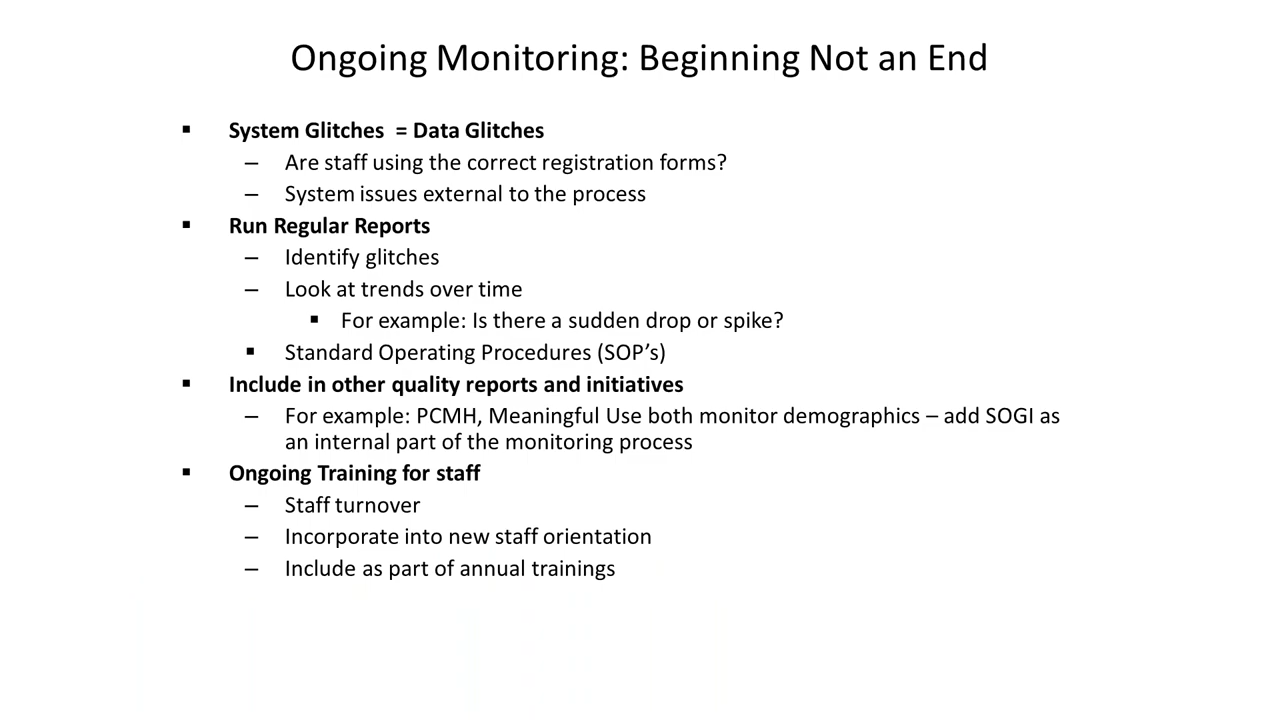 Ongoing Monitoring: Beginning Not an End
▪ System Glitches = Data Glitches
– Are staff using the correct registration forms?
– System issues external to the process
▪ Run Regular Reports
– Identify glitches
– Look at trends over time
▪ For example: Is there a sudden drop or spike?
▪ Standard Operating Procedures (SOP’s)
▪ Include in other quality reports and initiatives
– For example: PCMH, Meaningful Use both monitor demographics – add SOGI as
an internal part of the monitoring process
▪ Ongoing Training for staff
– Staff turnover
– Incorporate into new staff orientation
– Include as part of annual trainings